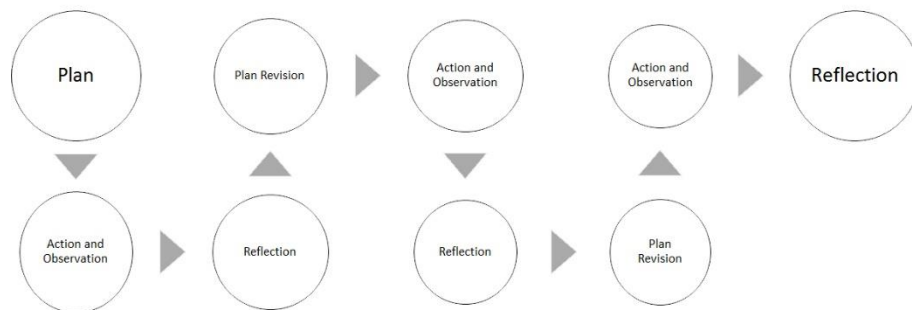 Plan
Action and
Observation
Reflection
Plan Revision
Action and
Observation
Reflection
Plan
Revision
Action and
Observation
Reflection